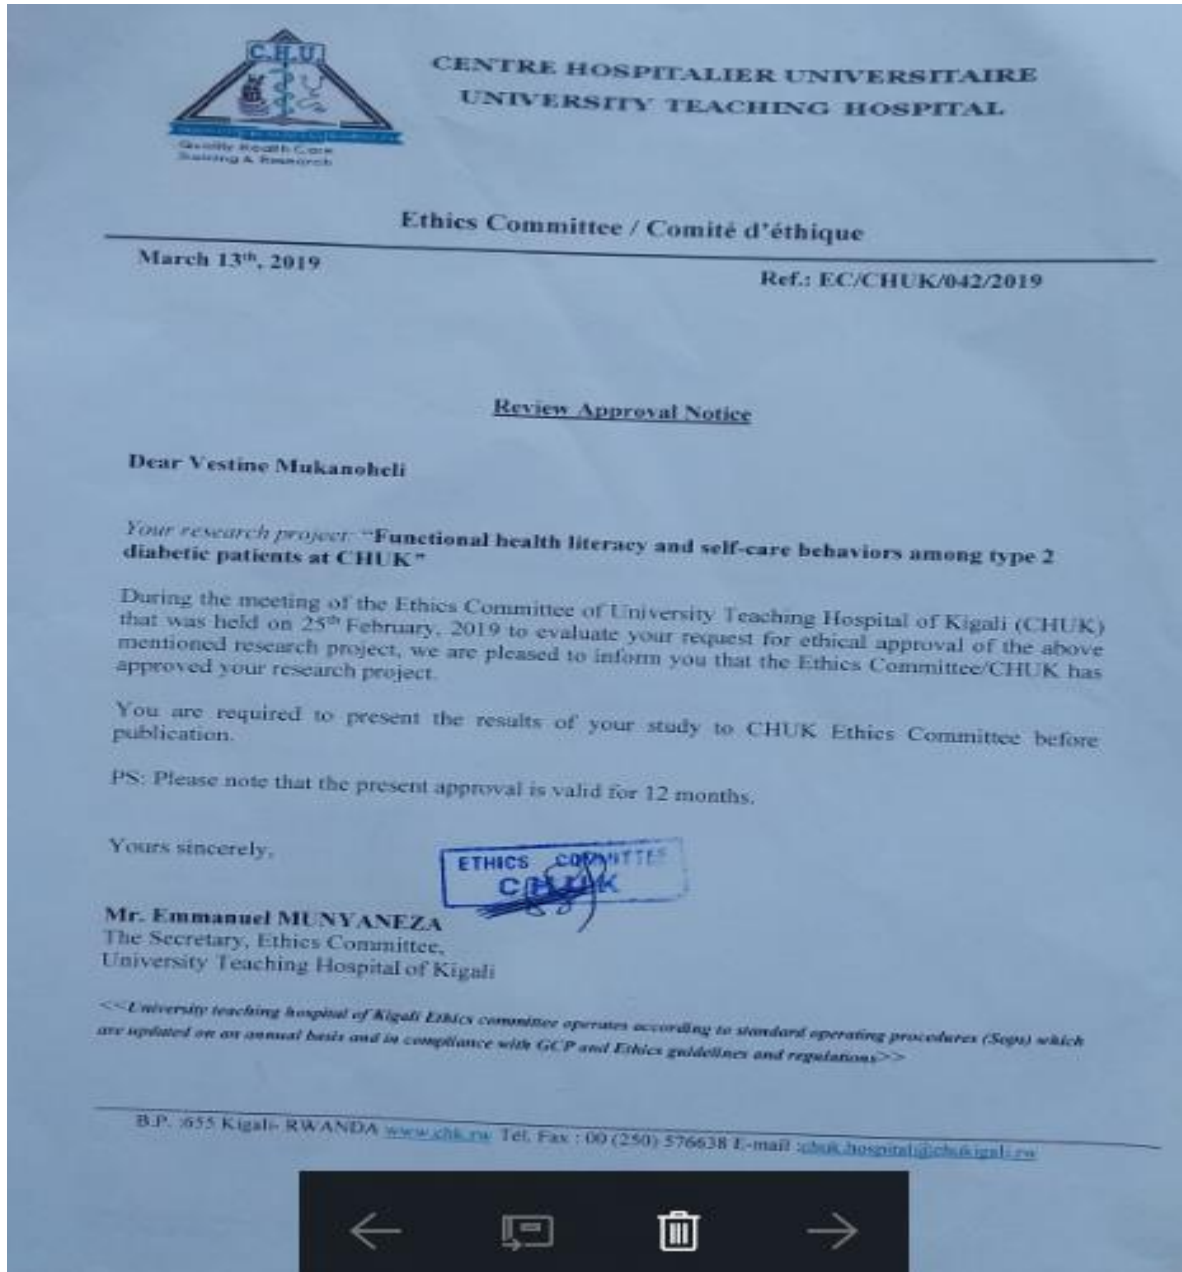 C.H.U.
Quality Health Care
Training & Research
CENTRE HOSPITALIER UNIVERSITAIRE
UNIVERSITY TEACHING HOSPITAL
Ethics Committee / Comité d'éthique
March 13th, 2019
Ref.: EC/CHUK/042/2019
Review Approval Notice
Dear Vestine Mukanoheli
Your research project: "Functional health literacy and self-care behaviors among type 2
diabetic patients at CHUK"
During the meeting of the Ethics Committee of University Teaching Hospital of Kigali (CHUK)
that was held on 25th February, 2019 to evaluate your request for ethical approval of the above
mentioned research project, we are pleased to inform you that the Ethics Committee/CHUK has
approved your research project.
You are required to present the results of your study to CHUK Ethics Committee before
publication.
PS: Please note that the present approval is valid for 12 months.
Yours sincerely,
ETHICS COMMITTEE
CHUK
Mr. Emmanuel MUNYANEZA
The Secretary, Ethics Committee,
University Teaching Hospital of Kigali
<<University teaching hospital of Kigali Ethics committee operates according to standard operating procedures (Sops) which
are updated on an annual basis and in compliance with GCP and Ethics guidelines and regulations>>
B.P. :655 Kigali- RWANDA www.chk.rw Tél. Fax : 00 (250) 576638 E-mail :chuk.hospital@chukigali.rw